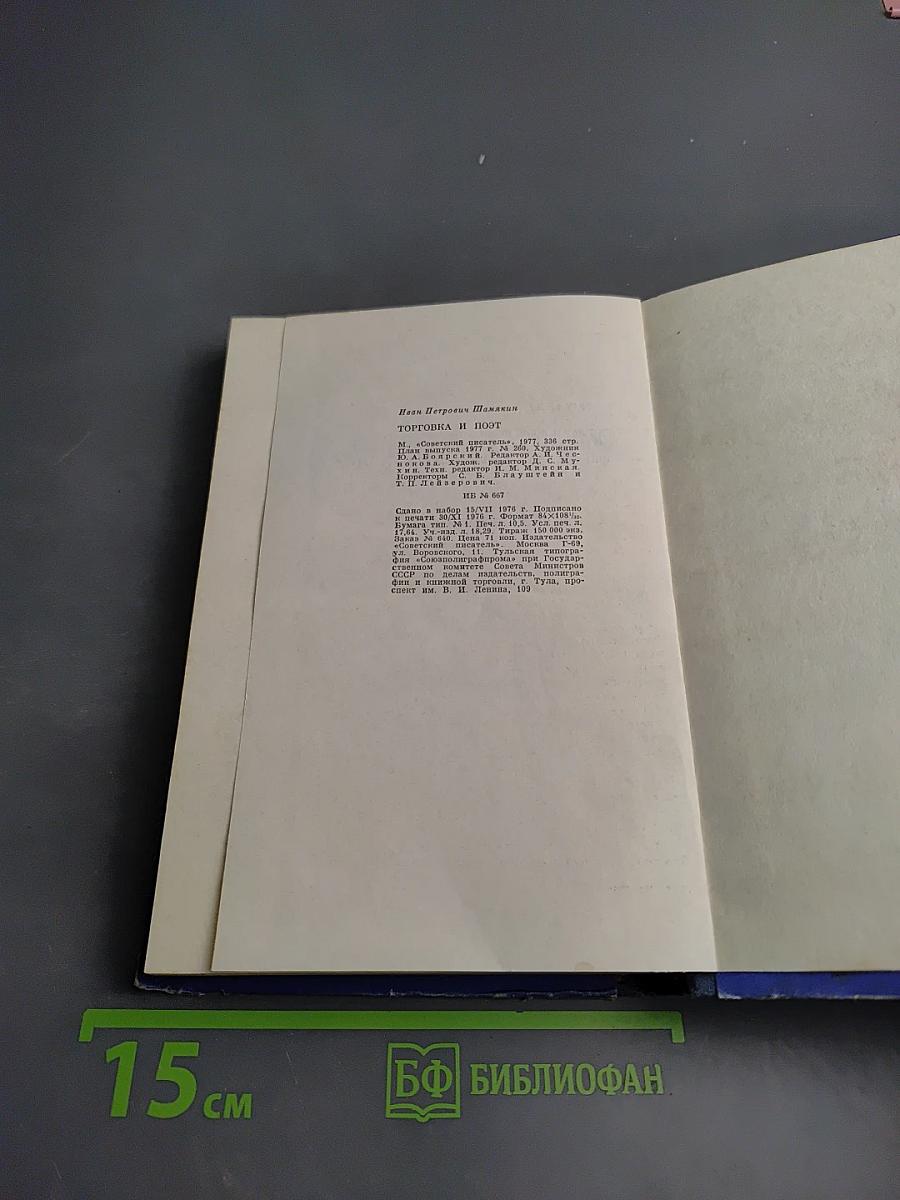 Иван Петрович Шамякин
ТОРГОВКА И ПОЭТ
М., «Советский писатель», 1977, 336 стр.
План выпуска 1977 г. № 260. Художник
Ю. А. Боярский. Редактор А. И. Чес-
нокова. Худож. редактор Д. С. Му-
хин. Техн. редактор И. М. Минская.
Корректоры С. Б. Блауштейн и
Т. П. Лейзерович.
ИБ № 667
Сдано в набор 15/VII 1976 г. Подписано
к печати 30/XI 1976 г. Формат 84×108¹/₃₂.
Бумага тип. № 1. Печ. л. 10,5. Усл. печ. л.
17,64. Уч.-изд. л. 18,29. Тираж 150 000 экз.
Заказ № 640. Цена 71 коп. Издательство
«Советский писатель». Москва Г-69,
ул. Воровского, 11. Тульская типогра-
фия «Союзполиграфпрома» при Государ-
ственном комитете Совета Министров
СССР по делам издательств, полигра-
фии и книжной торговли, г. Тула, про-
спект им. В. И. Ленина, 109
15 см
БФ БИБЛИОФАН